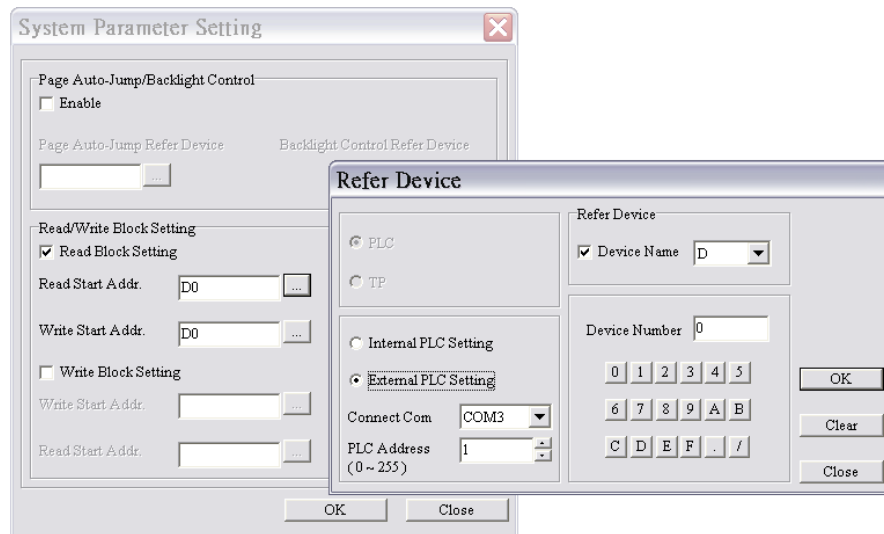 System Parameter Setting
Page Auto-Jump/Backlight Control
Enable
Page Auto-Jump Refer Device
Backlight Control Refer Device
...
Read/Write Block Setting
Read Block Setting
Read Start Addr.
D0
...
Write Start Addr.
D0
...
Write Block Setting
Write Start Addr.
...
Read Start Addr.
...
OK
Close
Refer Device
PLC
TP
Internal PLC Setting
External PLC Setting
Connect Com
COM3
PLC Address
1
(0 ~ 255)
Refer Device
Device Name
D
Device Number
0
0 1 2 3 4 5
6 7 8 9 A B
C D E F . /
OK
Clear
Close